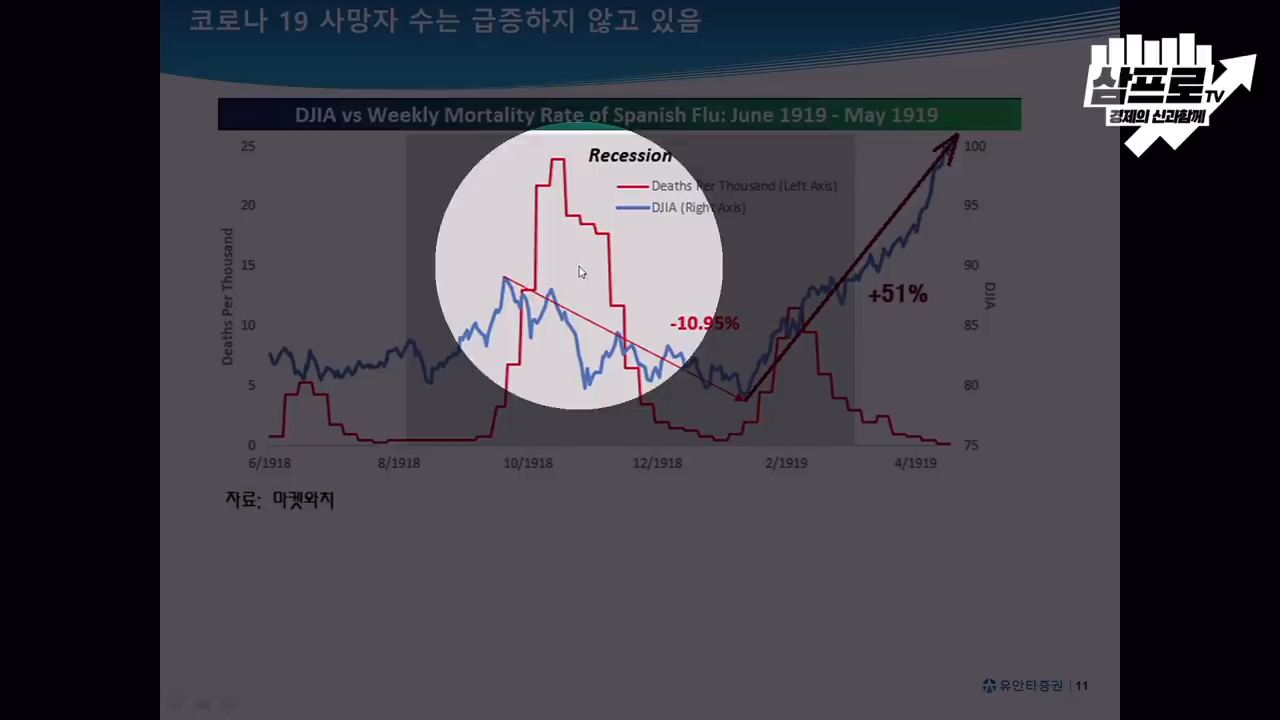 코로나 19 사망자 수는 급증하지 않고 있음
삼프로TV
경제의 신과함께
DJIA vs Weekly Mortality Rate of Spanish Flu: June 1919 - May 1919
Recession
Deaths Per Thousand (Left Axis)
DJIA (Right Axis)
25
20
15
10
5
0
Deaths Per Thousand
100
95
90
85
80
75
DJIA
-10.95%
+51%
6/1918 8/1918 10/1918 12/1918 2/1919 4/1919
자료: 마켓와치
유안타증권 | 11